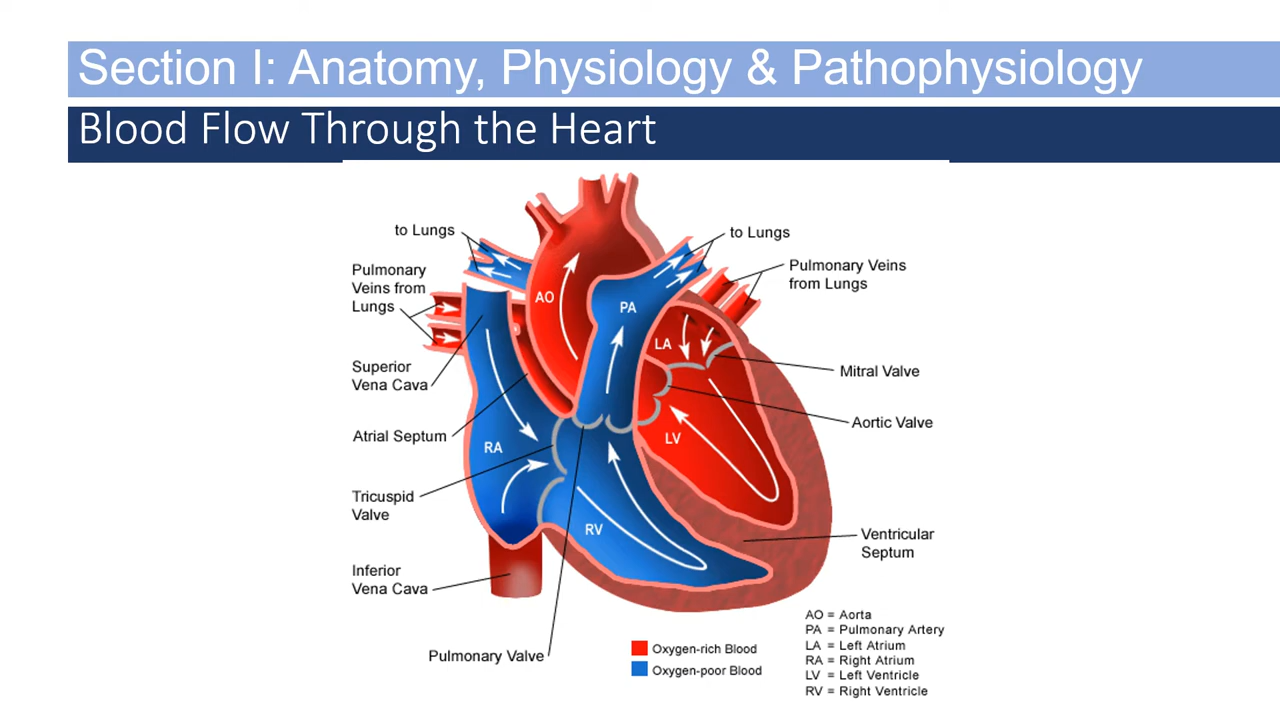 Section I: Anatomy, Physiology & Pathophysiology
Blood Flow Through the Heart
to Lungs
to Lungs
Pulmonary
Veins from
Lungs
Pulmonary Veins
from Lungs
AO
PA
LA
Superior
Vena Cava
Mitral Valve
Aortic Valve
Atrial Septum
RA
LV
Tricuspid
Valve
RV
Ventricular
Septum
Inferior
Vena Cava
Pulmonary Valve
Oxygen-rich Blood
Oxygen-poor Blood
AO = Aorta
PA = Pulmonary Artery
LA = Left Atrium
RA = Right Atrium
LV = Left Ventricle
RV = Right Ventricle